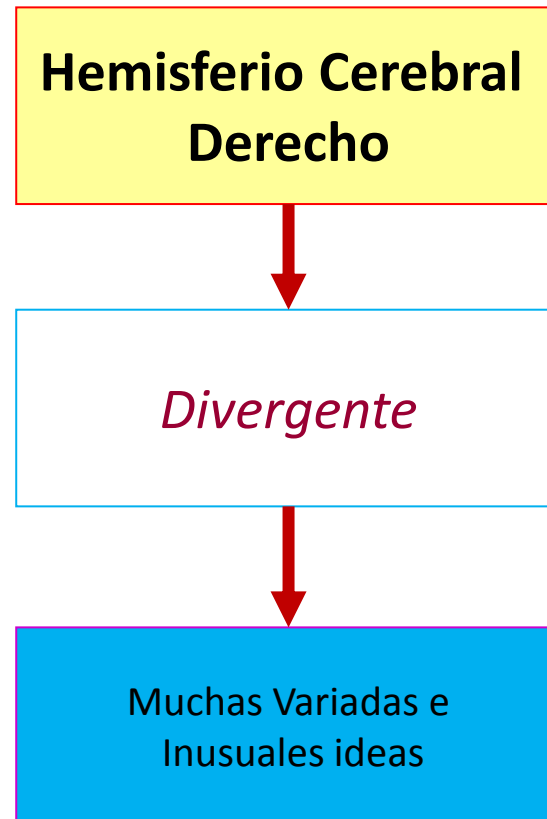 Hemisferio Cerebral
Derecho
Divergente
Muchas Variadas e
Inusuales ideas